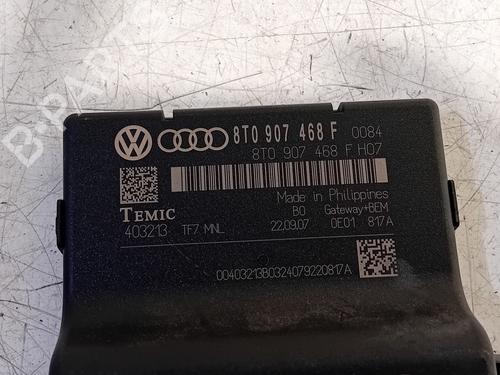 8T0 907 468 F 0084
8T0 907 468 F H07
Made in Philippines
TEMIC B0 Gateway+BEM
403213 TF7 MNL 22.09.07 0E01 817A
00403213B0324079220817A
B-PARTS